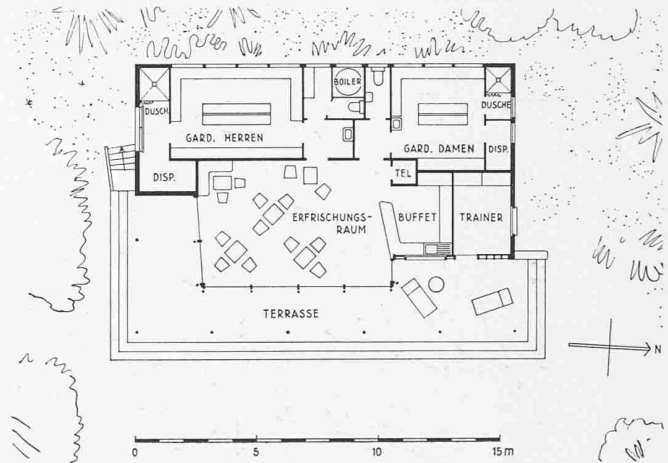 BOILER
DUSCH
DUSCHE
GARD. HERREN
GARD. DAMEN
DISP.
TEL
DISP.
ERFRISCHUNGS-
RAUM
BUFFET
TRAINER
TERRASSE
N
0 5 10 15 m